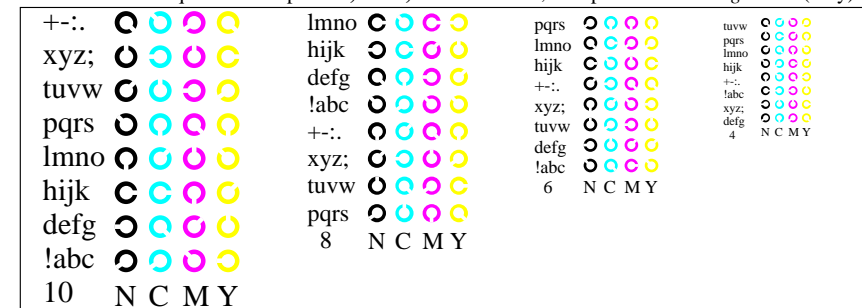 +-:.
xyz;
tuvw
pqrs
lmno
hijk
defg
!abc
10 N C M Y
lmno
hijk
defg
!abc
+-:.
xyz;
tuvw
pqrs
8 N C M Y
pqrs
lmno
hijk
+-:.
xyz;
tuvw
defg
!abc
6 N C M Y
tuvw
pqrs
lmno
hijk
+-:.
!abc
xyz;
defg
4 N C M Y